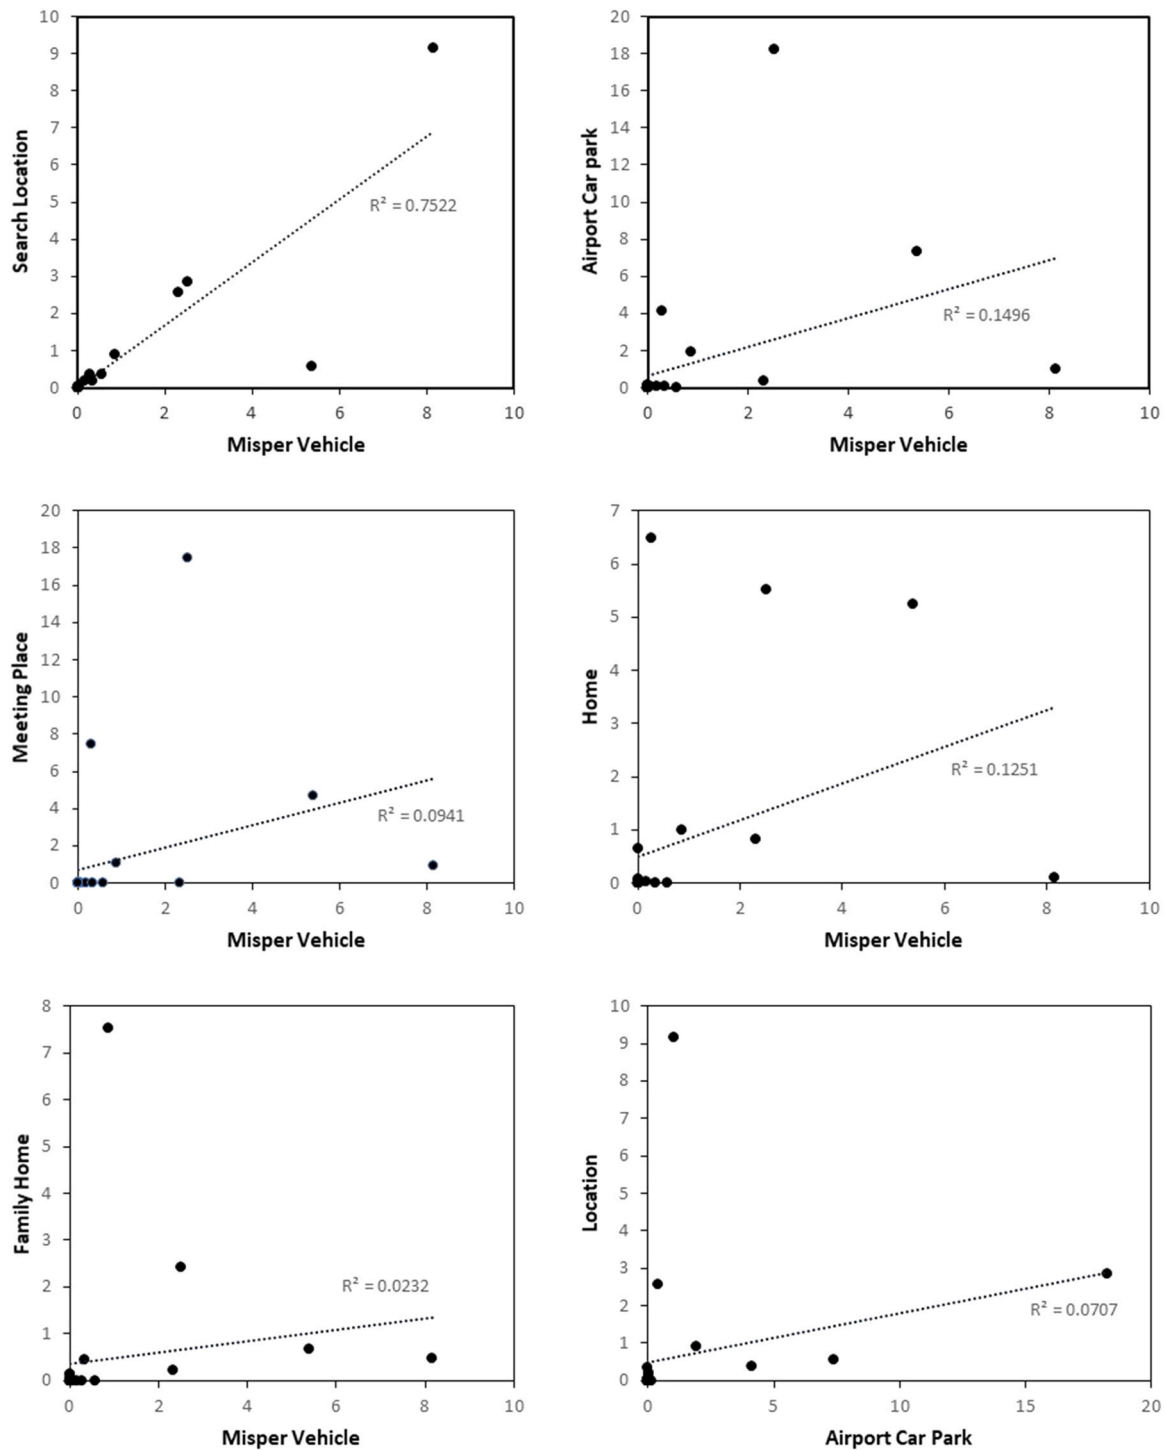 10
9
8
7
6
5
4
3
2
1
0
Search Location
R² = 0.7522
0 2 4 6 8 10
Misper Vehicle
20
18
16
14
12
10
8
6
4
2
0
Airport Car park
R² = 0.1496
0 2 4 6 8 10
Misper Vehicle
20
18
16
14
12
10
8
6
4
2
0
Meeting Place
R² = 0.0941
0 2 4 6 8 10
Misper Vehicle
7
6
5
4
3
2
1
0
Home
R² = 0.1251
0 2 4 6 8 10
Misper Vehicle
8
7
6
5
4
3
2
1
0
Family Home
R² = 0.0232
0 2 4 6 8 10
Misper Vehicle
10
9
8
7
6
5
4
3
2
1
0
Location
R² = 0.0707
0 5 10 15 20
Airport Car Park